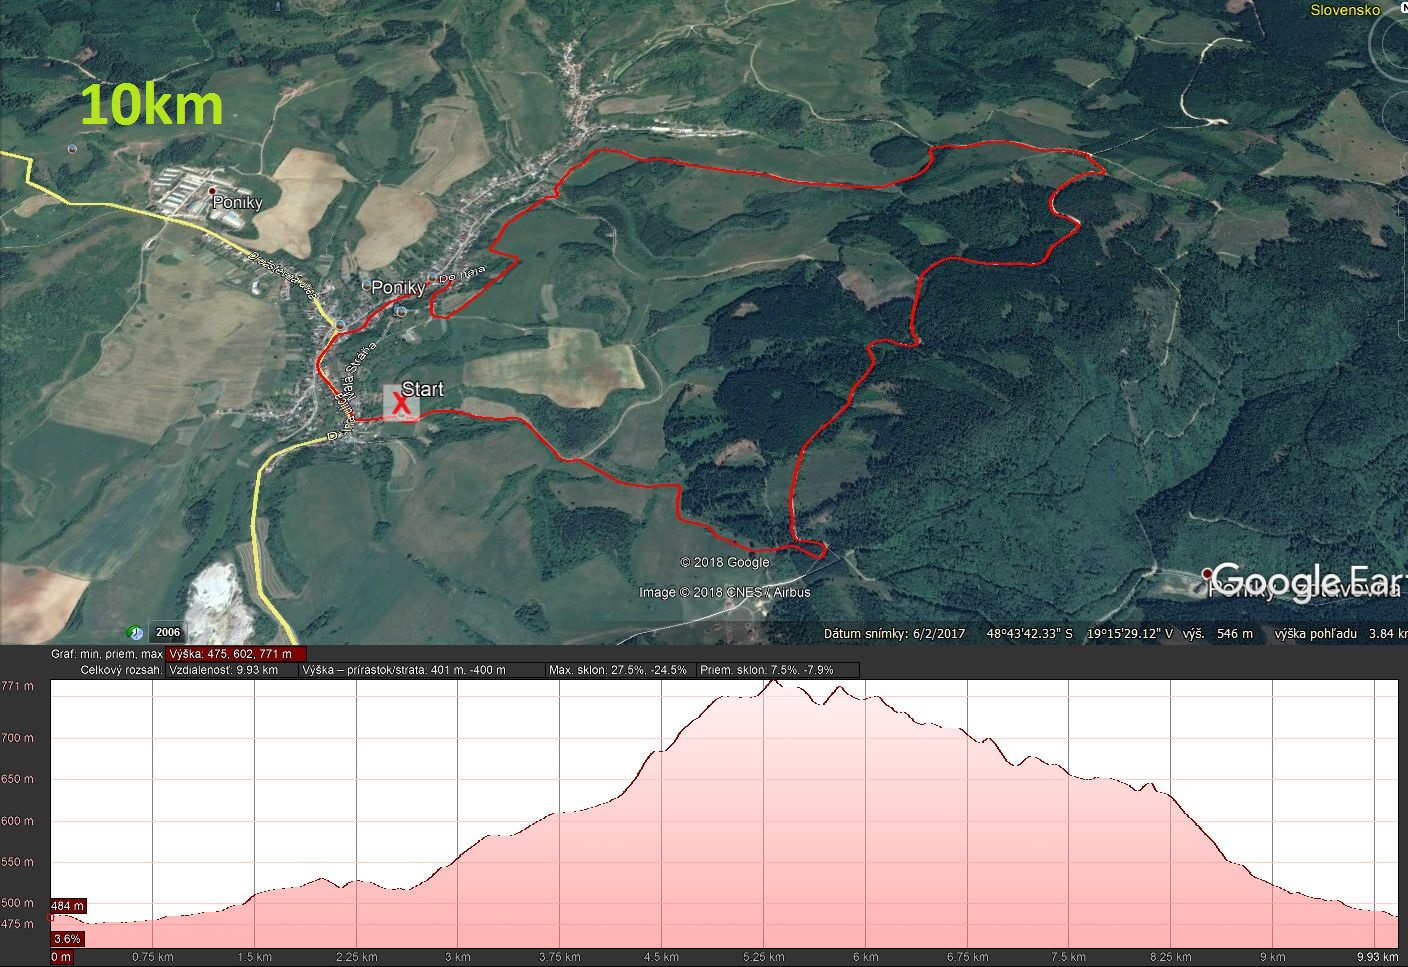 Slovensko
N
10km
Poniky
Poniky
Do hája
Malá Stráňa
Start
X
© 2018 Google
Image © 2018 CNES / Airbus
Google Ear
2006
Dátum snímky: 6/2/2017 48°43'42.33" S 19°15'29.12" V výš. 546 m výška pohľadu 3.84 k
Graf: min, priem, max Výška: 475, 602, 771 m
Celkový rozsah: Vzdialenosť: 9.93 km Výška – prírastok/strata: 401 m, -400 m Max. sklon: 27.5%, -24.5% Priem. sklon: 7.5%, -7.9%
771 m
700 m
650 m
600 m
550 m
500 m
475 m
484 m
3.6%
0 m 0.75 km 1.5 km 2.25 km 3 km 3.75 km 4.5 km 5.25 km 6 km 6.75 km 7.5 km 8.25 km 9 km 9.93 km